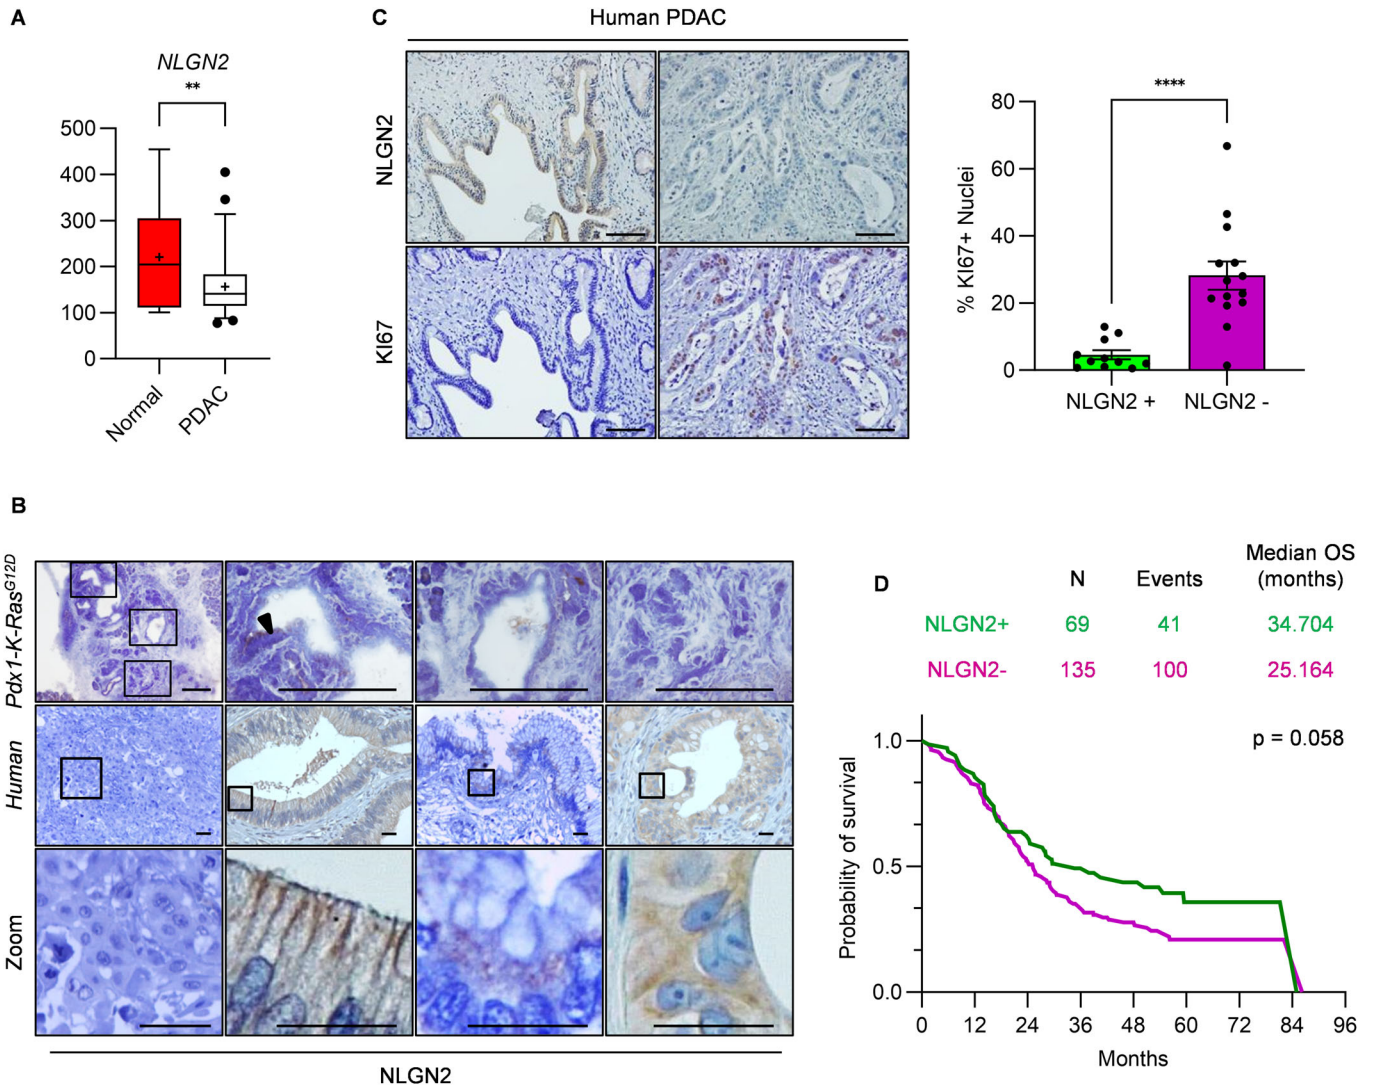 A
NLGN2
**
500
400
300
200
100
0
+
+
Normal
PDAC
C
Human PDAC
NLGN2
KI67
% KI67+ Nuclei
80
60
40
20
0
****
NLGN2 +
NLGN2 -
B
Pdx1-K-RasG12D
Human
Zoom
NLGN2
D
N Events Median OS (months)
NLGN2+ 69 41 34.704
NLGN2- 135 100 25.164
p = 0.058
Probability of survival
1.0
0.5
0.0
0 12 24 36 48 60 72 84 96
Months